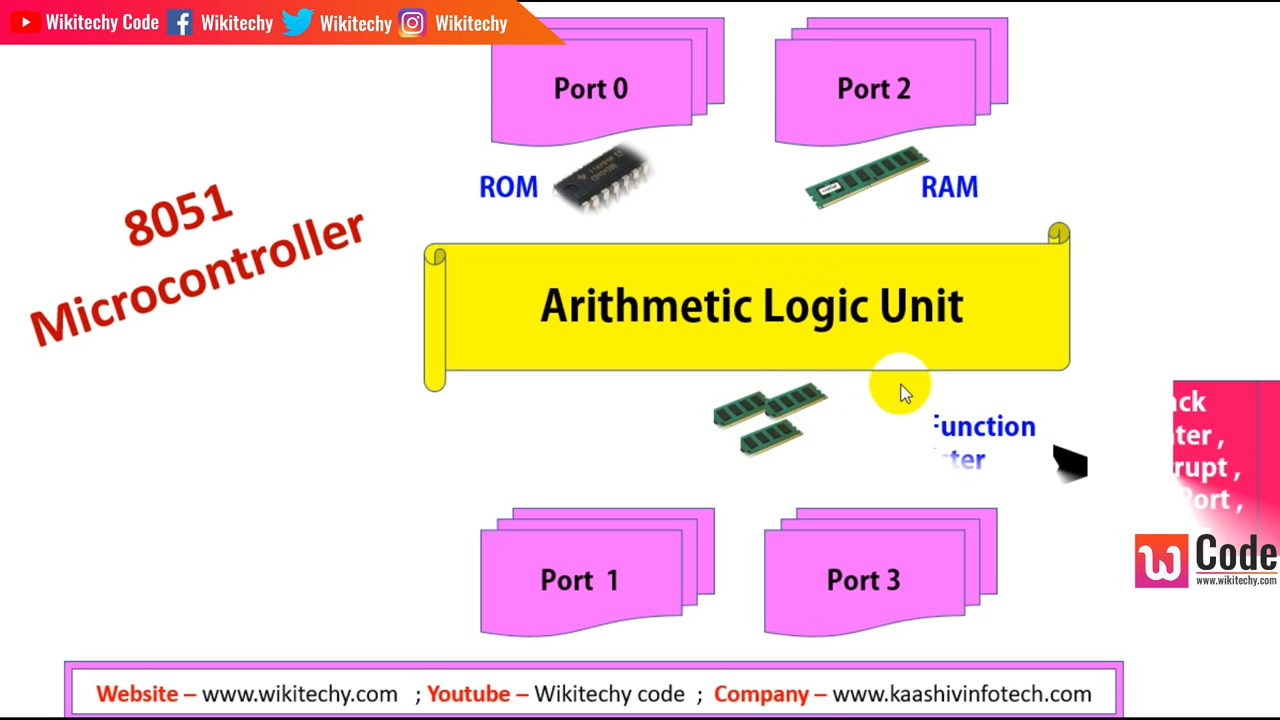 Wikitechy Code Wikitechy Wikitechy Wikitechy
Port 0
Port 2
ROM
RAM
8051
Microcontroller
Arithmetic Logic Unit
Function
Port 1
Port 3
Port ,
w Code
www.wikitechy.com
Website – www.wikitechy.com ; Youtube – Wikitechy code ; Company – www.kaashivinfotech.com